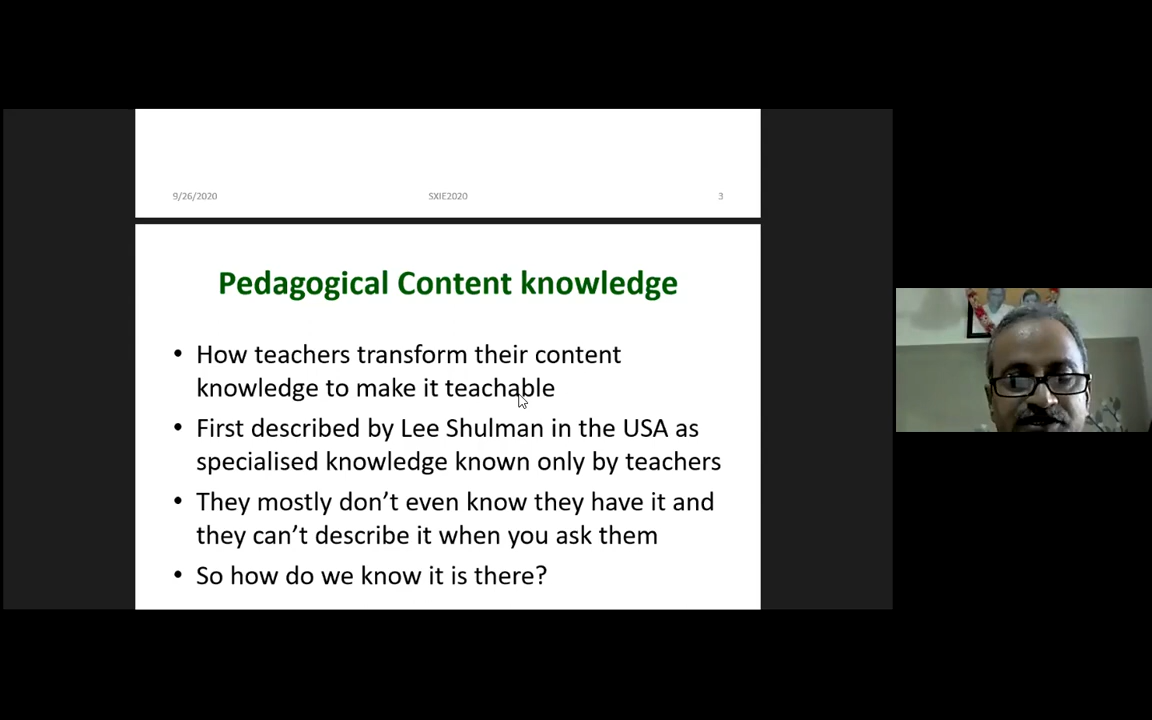 9/26/2020 SXIE2020 3
Pedagogical Content knowledge
• How teachers transform their content
knowledge to make it teachable
• First described by Lee Shulman in the USA as
specialised knowledge known only by teachers
• They mostly don’t even know they have it and
they can’t describe it when you ask them
• So how do we know it is there?